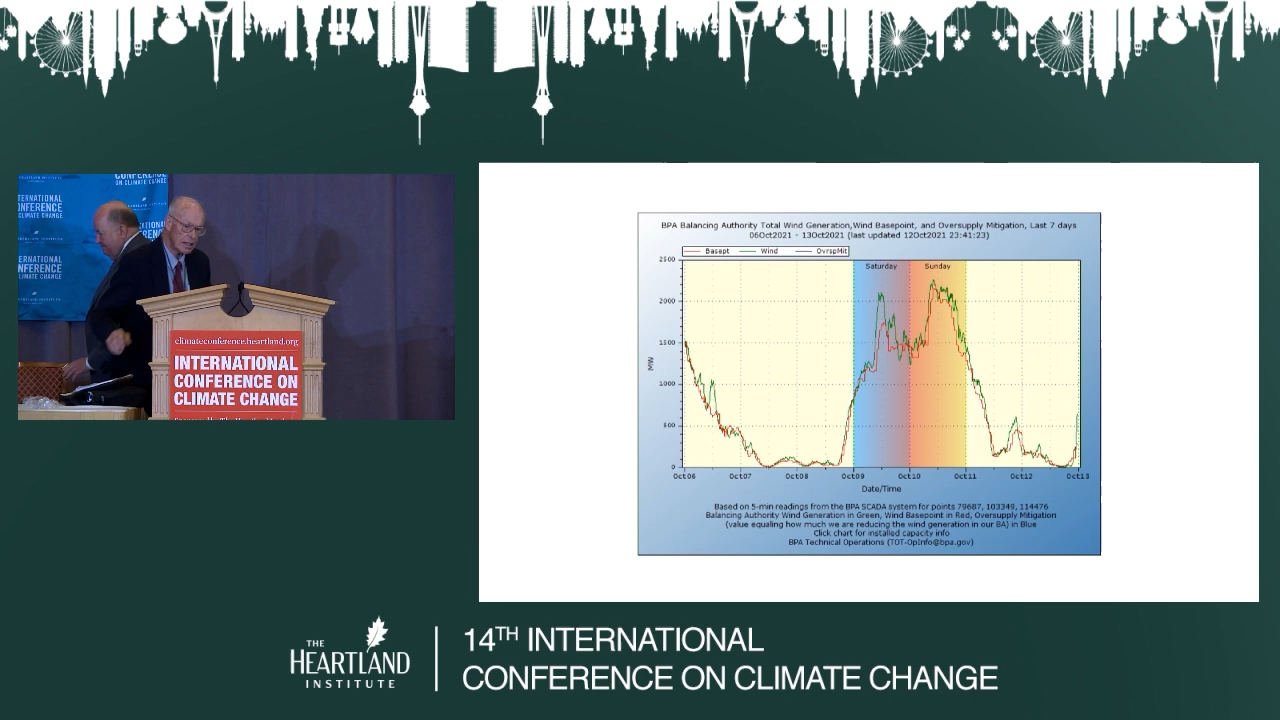 CONFERENCE
ON CLIMATE CHANGE
climateconference.heartland.org
INTERNATIONAL
CONFERENCE ON
CLIMATE CHANGE
BPA Balancing Authority Total Wind Generation,Wind Basepoint, and Oversupply Mitigation, Last 7 days
06Oct2021 - 13Oct2021 (last updated 12Oct2021 23:41:23)
Basept Wind OvrspMit
Saturday Sunday
2500
2000
1500
1000
500
0
MW
Oct06 Oct07 Oct08 Oct09 Oct10 Oct11 Oct12 Oct13
Date/Time
Based on 5-min readings from the BPA SCADA system for points 79687, 103349, 114476
Balancing Authority Wind Generation in Green, Wind Basepoint in Red, Oversupply Mitigation
(value equaling how much we are reducing the wind generation in our BA) in Blue
Click chart for installed capacity info
BPA Technical Operations (TOT-OpInfo@bpa.gov)
THE
HEARTLAND
INSTITUTE
14TH INTERNATIONAL
CONFERENCE ON CLIMATE CHANGE